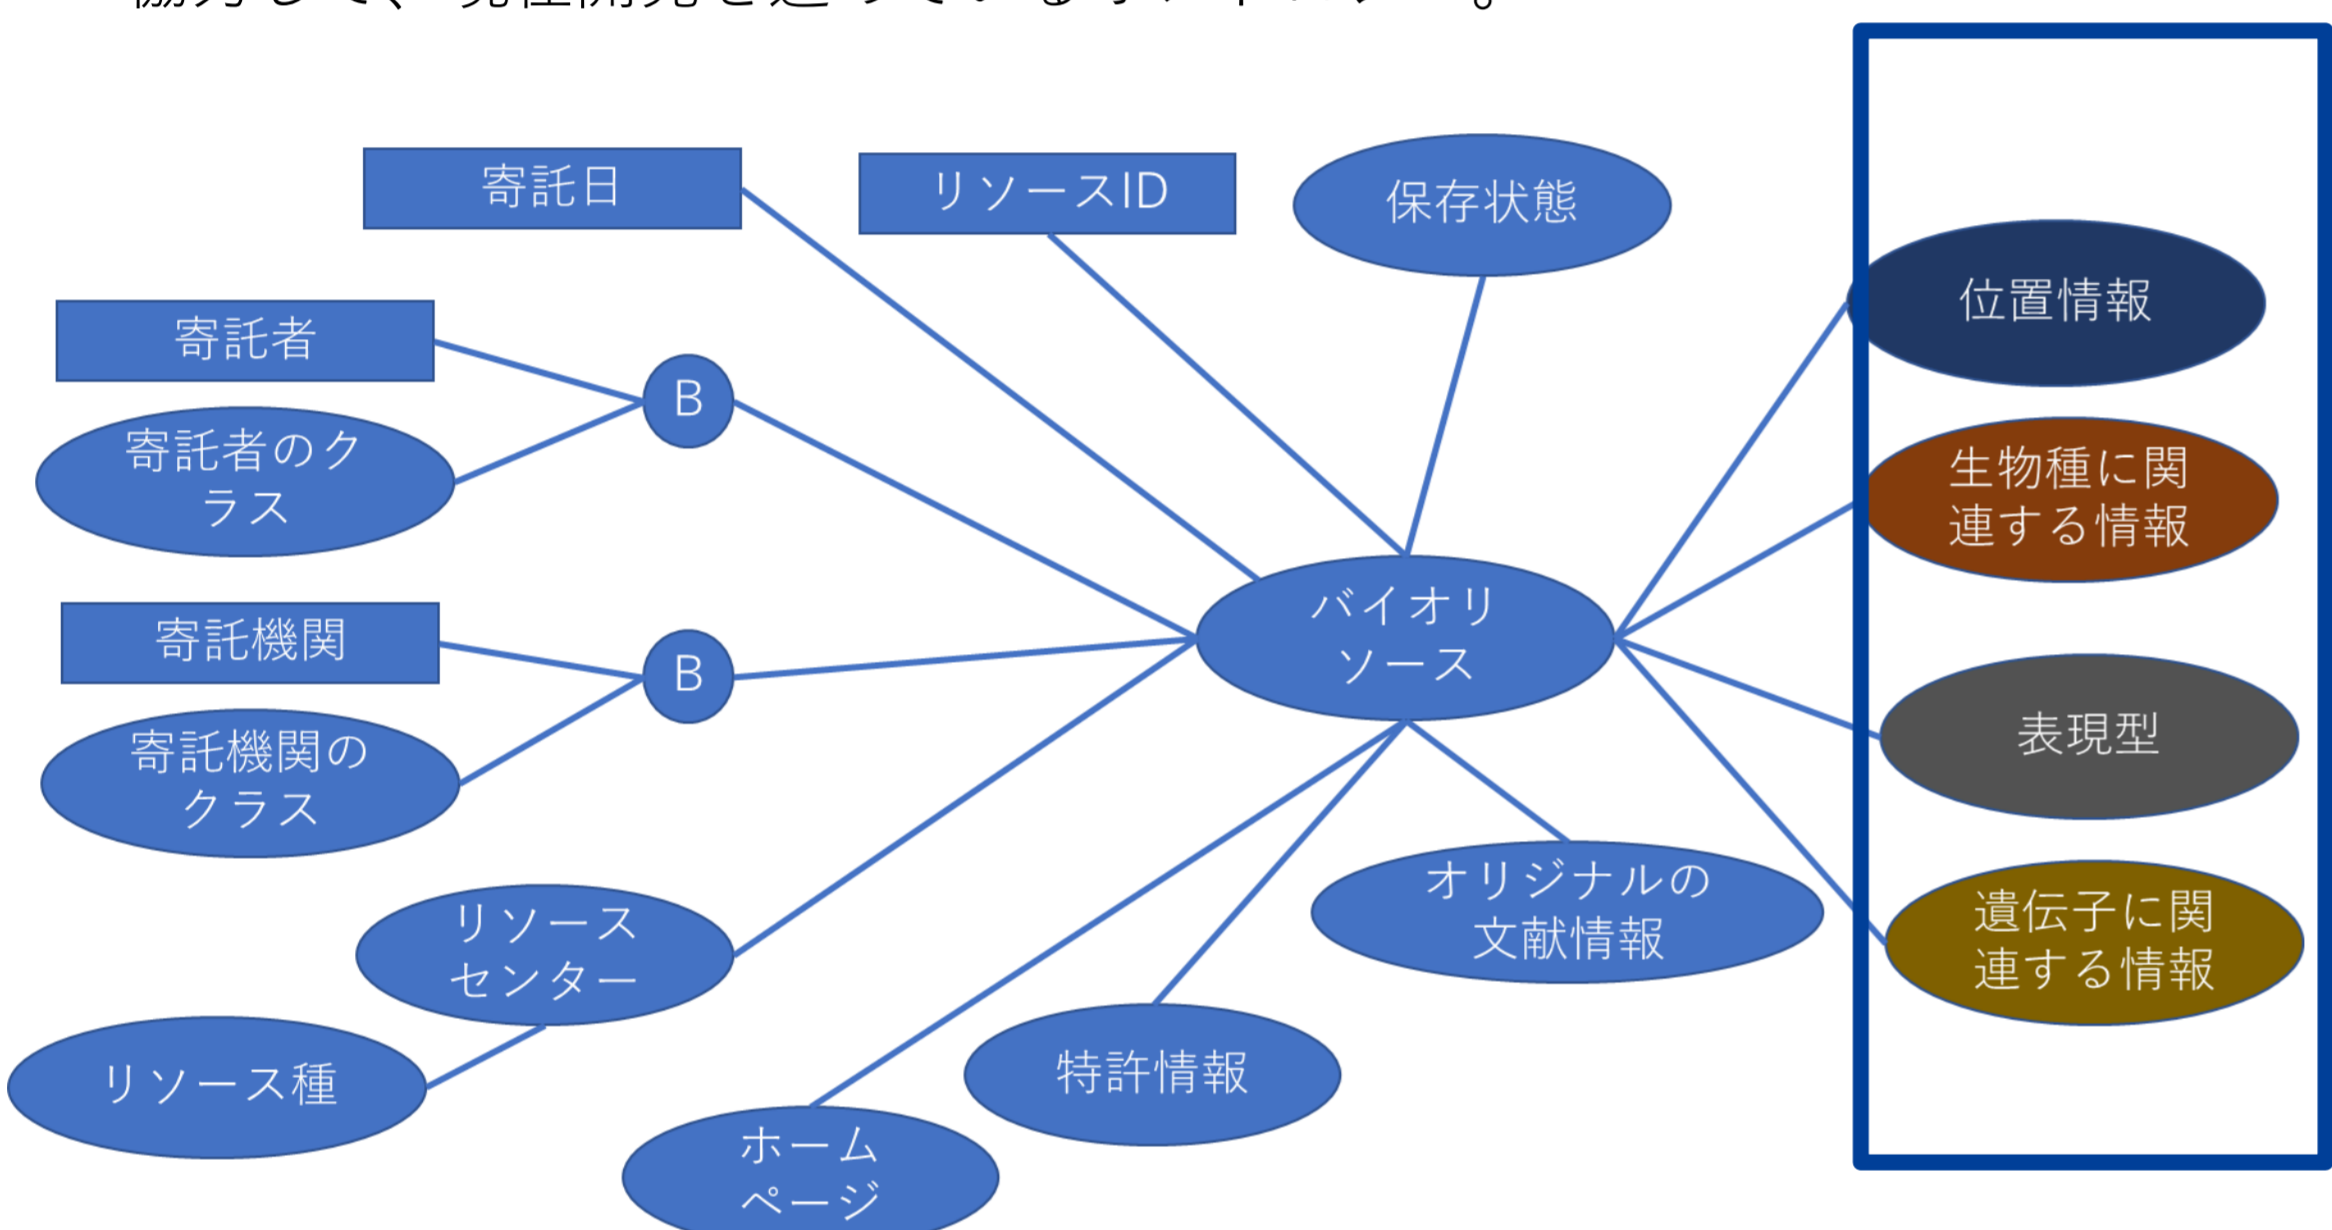 寄託日
リソースID
保存状態
位置情報
寄託者
B
寄託者のク
ラス
生物種に関
連する情報
バイオリ
ソース
寄託機関
B
寄託機関の
クラス
表現型
オリジナルの
文献情報
遺伝子に関
連する情報
リソース
センター
リソース種
特許情報
ホーム
ページ